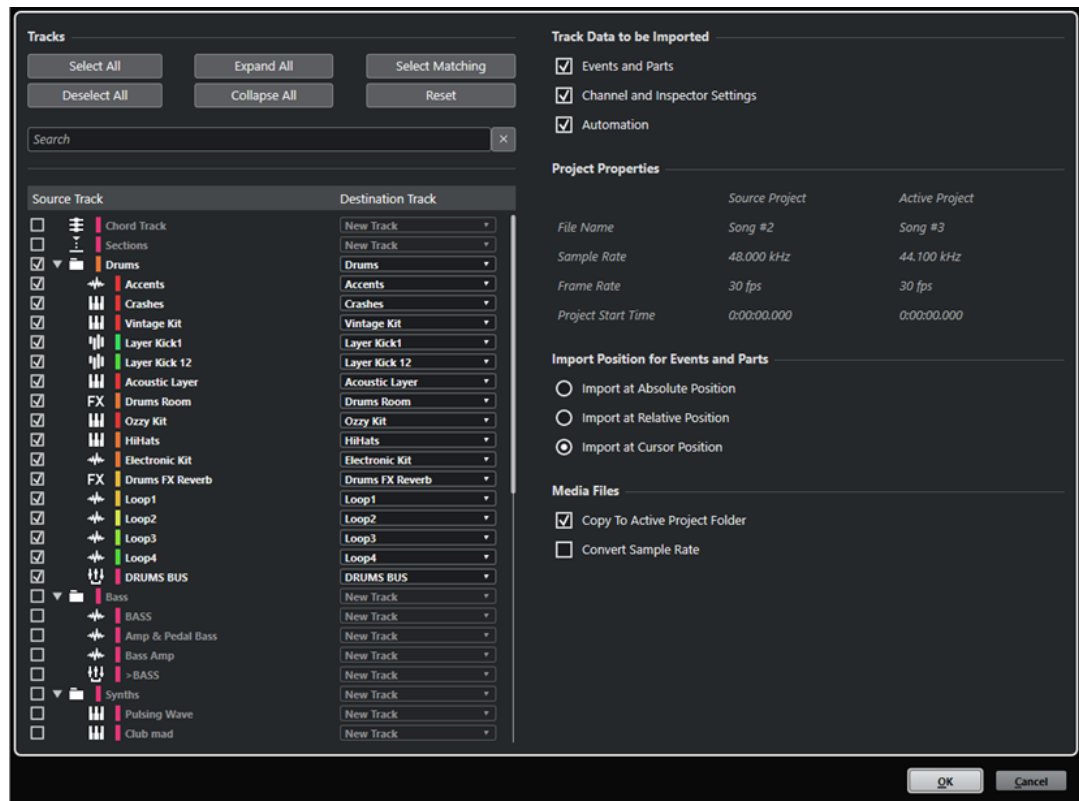 Tracks
Select All Expand All Select Matching
Deselect All Collapse All Reset
Search
Source Track Destination Track
Chord Track New Track
Sections New Track
Drums Drums
Accents Accents
Crashes Crashes
Vintage Kit Vintage Kit
Layer Kick1 Layer Kick1
Layer Kick 12 Layer Kick 12
Acoustic Layer Acoustic Layer
FX Drums Room Drums Room
Ozzy Kit Ozzy Kit
HiHats HiHats
Electronic Kit Electronic Kit
FX Drums FX Reverb Drums FX Reverb
Loop1 Loop1
Loop2 Loop2
Loop3 Loop3
Loop4 Loop4
DRUMS BUS DRUMS BUS
Bass New Track
BASS New Track
Amp & Pedal Bass New Track
Bass Amp New Track
>BASS New Track
Synths New Track
Pulsing Wave New Track
Club mad New Track
Track Data to be Imported
Events and Parts
Channel and Inspector Settings
Automation
Project Properties
Source Project Active Project
File Name Song #2 Song #3
Sample Rate 48.000 kHz 44.100 kHz
Frame Rate 30 fps 30 fps
Project Start Time 0:00:00.000 0:00:00.000
Import Position for Events and Parts
Import at Absolute Position
Import at Relative Position
Import at Cursor Position
Media Files
Copy To Active Project Folder
Convert Sample Rate
OK Cancel